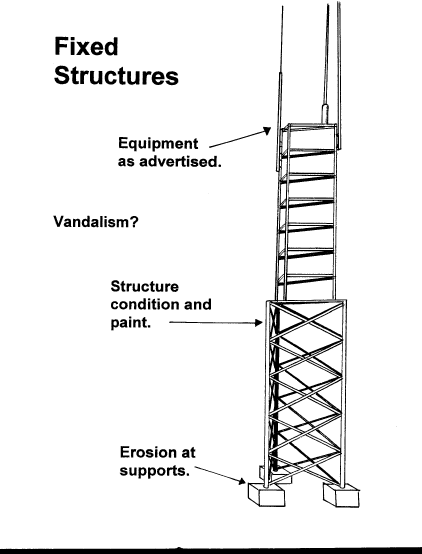 Fixed
Structures
Equipment
as advertised.
Vandalism?
Structure
condition and
paint.
Erosion at
supports.